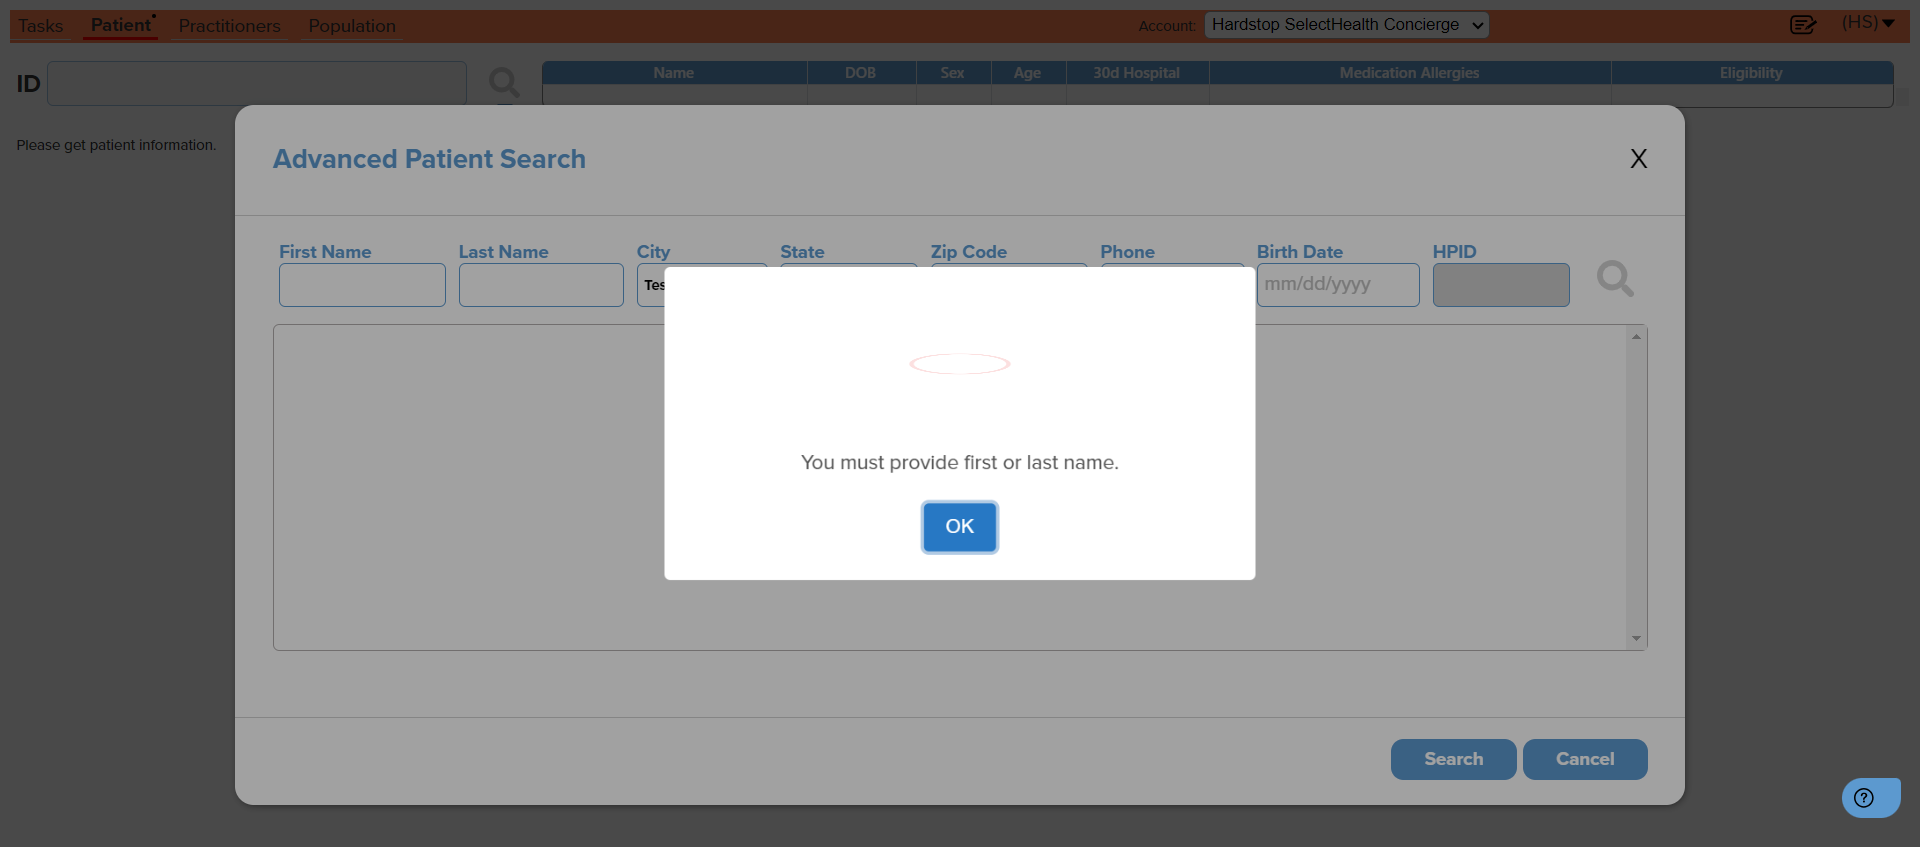 Tasks Patient Practitioners Population Account: Hardstop SelectHealth Concierge (HS)
ID Name DOB Sex Age 30d Hospital Medication Allergies Eligibility
Please get patient information.
Advanced Patient Search X
First Name Last Name City State Zip Code Phone Birth Date HPID
Tes mm/dd/yyyy
You must provide first or last name.
OK
Search Cancel
?